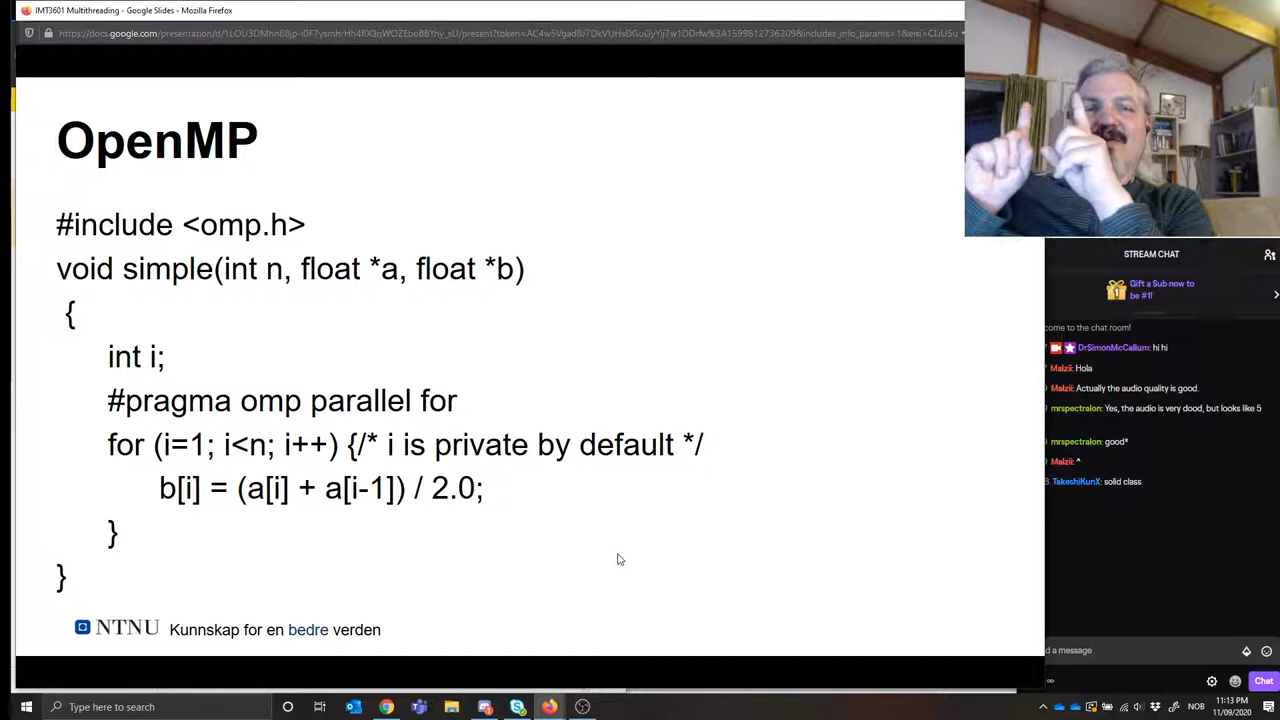 IMT3601 Multithreading - Google Slides - Mozilla Firefox
OpenMP
#include <omp.h>
void simple(int n, float *a, float *b)
{
int i;
#pragma omp parallel for
for (i=1; i<n; i++) {/* i is private by default */
b[i] = (a[i] + a[i-1]) / 2.0;
}
}
NTNU Kunnskap for en bedre verden
STREAM CHAT
Gift a Sub now to
be #1!
1
come to the chat room!
DrSimonMcCallum: hi hi
Malzii: Hola
Malzii: Actually the audio quality is good.
mrspectralon: Yes, the audio is very dood, but looks like 5
mrspectralon: good*
Malzii: ^
TakeshiKunX: solid class
d a message
Chat
Type here to search
NOB
11:13 PM
11/09/2020